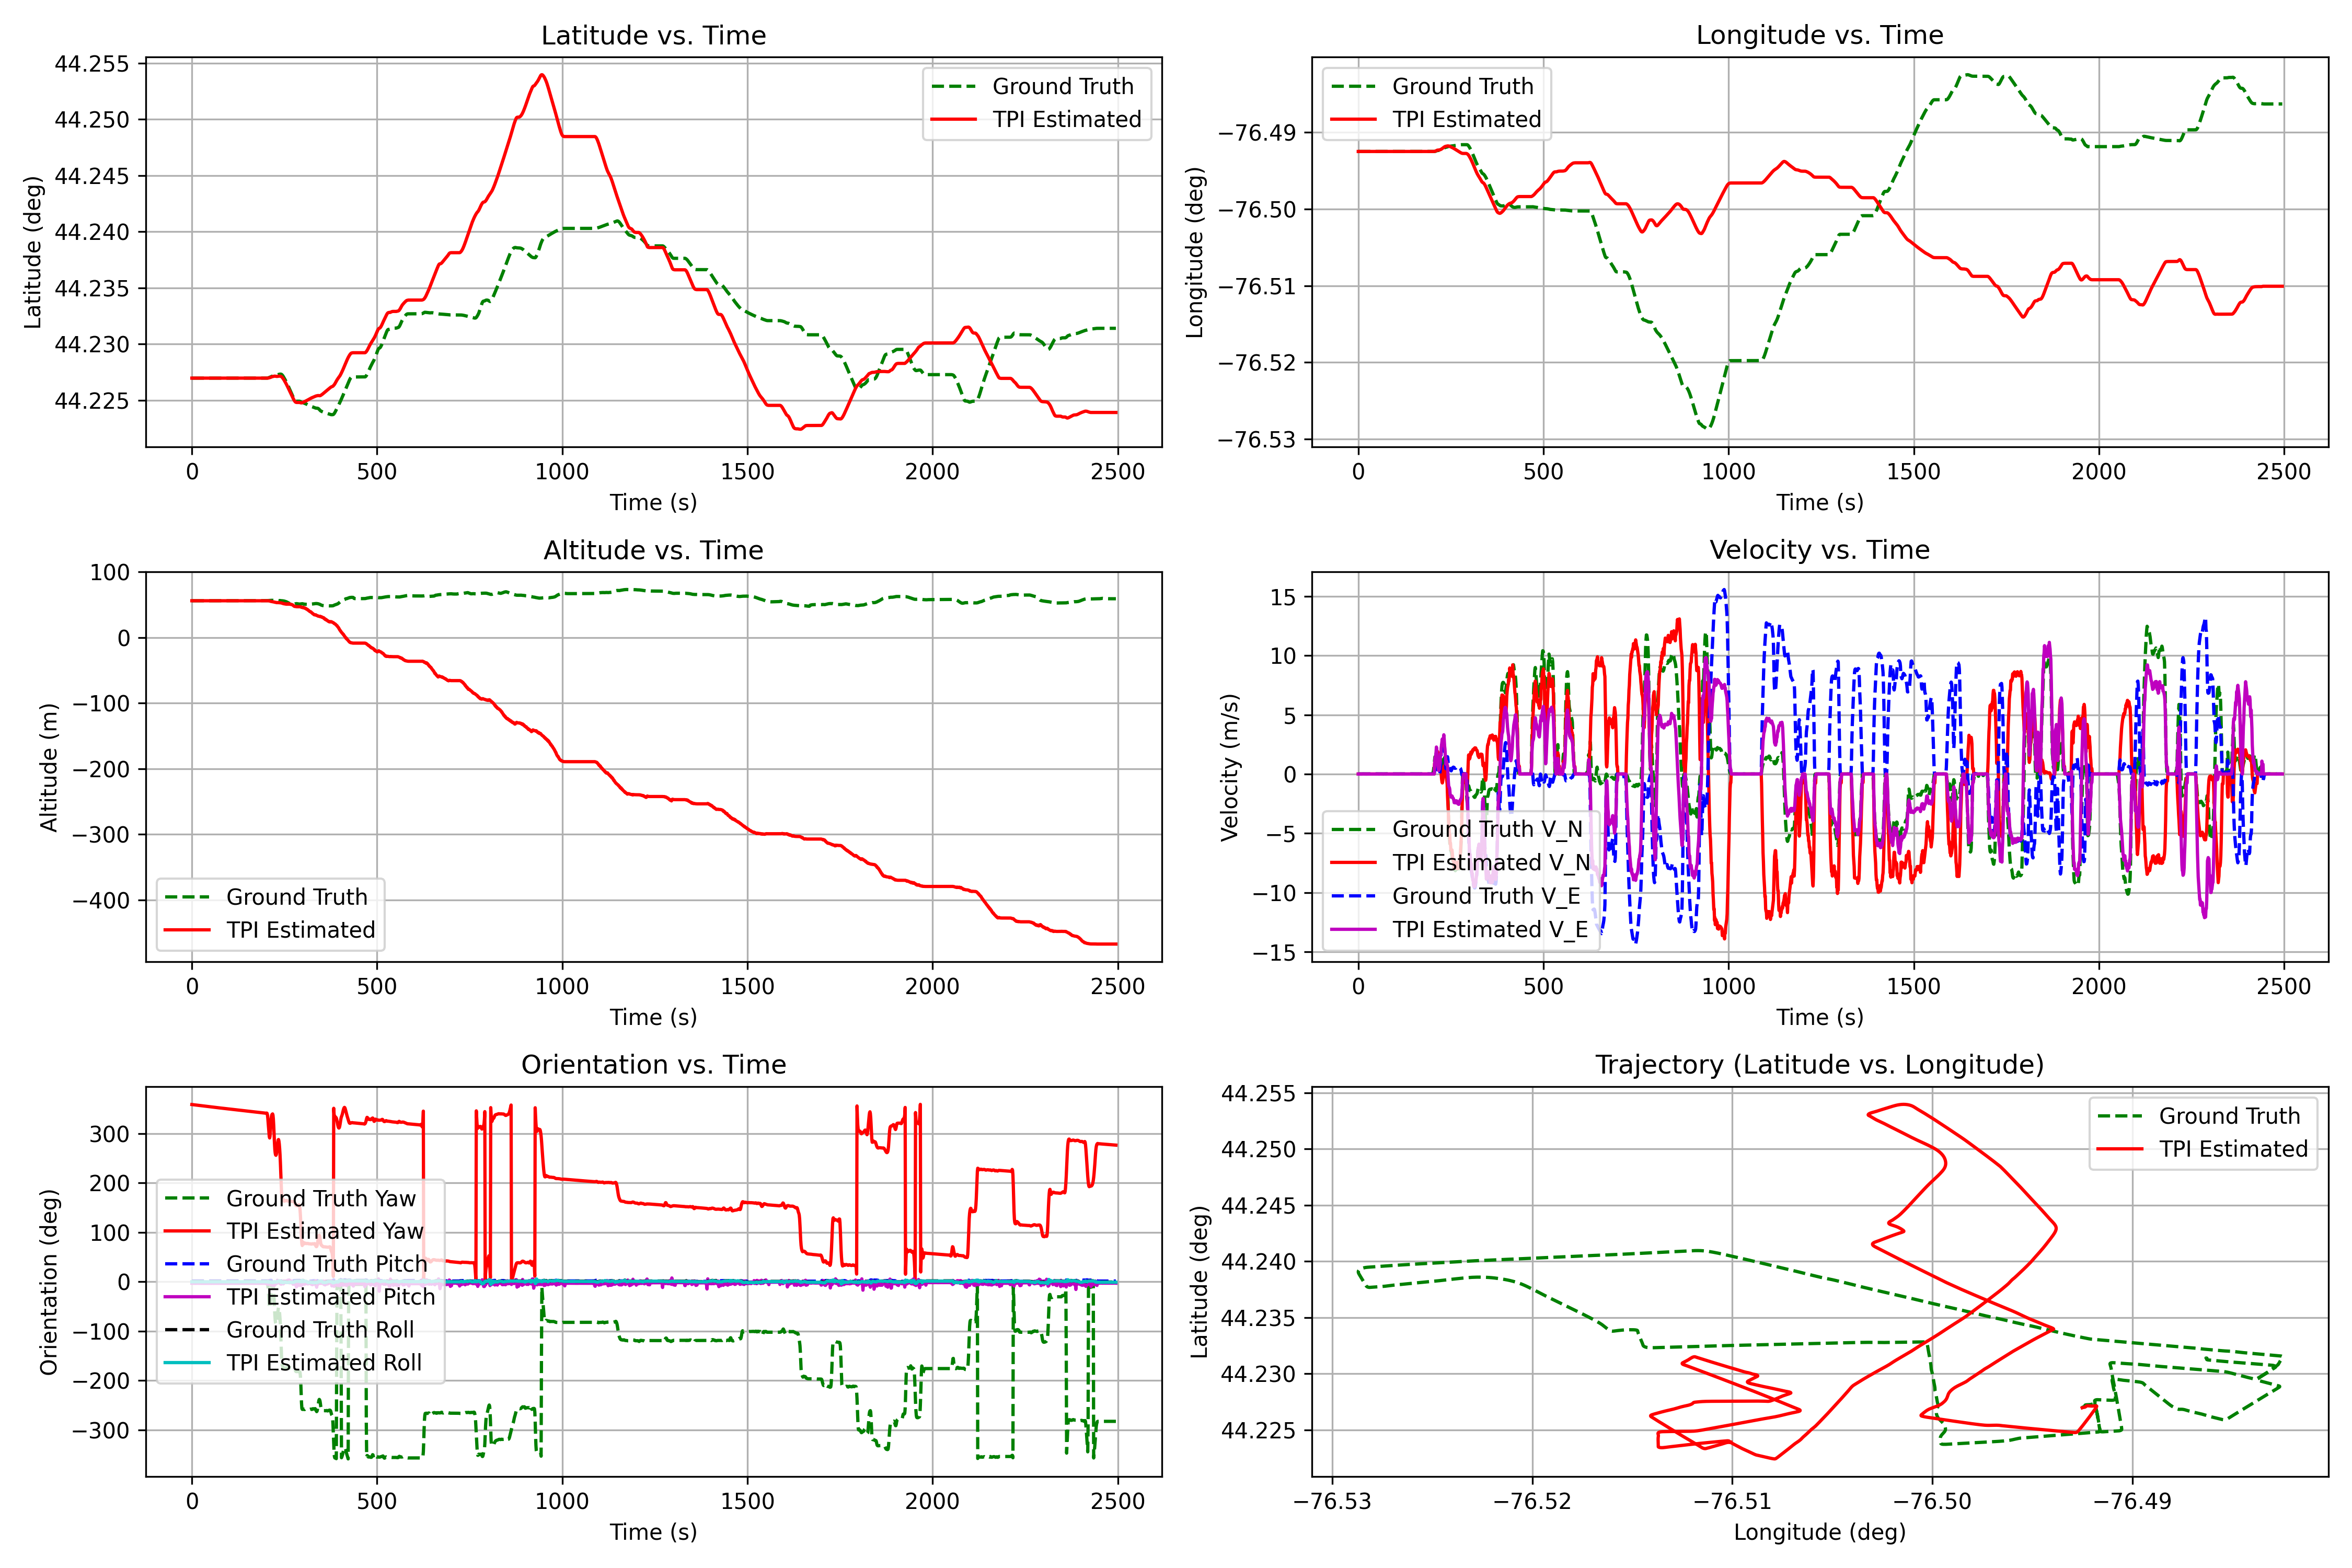 Latitude vs. Time
44.255
44.250
44.245
44.240
44.235
44.230
44.225
Latitude (deg)
Ground Truth
TPI Estimated
0 500 1000 1500 2000 2500
Time (s)
Longitude vs. Time
−76.49
−76.50
−76.51
−76.52
−76.53
Longitude (deg)
Ground Truth
TPI Estimated
0 500 1000 1500 2000 2500
Time (s)
Altitude vs. Time
100
0
−100
−200
−300
−400
Altitude (m)
Ground Truth
TPI Estimated
0 500 1000 1500 2000 2500
Time (s)
Velocity vs. Time
15
10
5
0
−5
−10
−15
Velocity (m/s)
Ground Truth V_N
TPI Estimated V_N
Ground Truth V_E
TPI Estimated V_E
0 500 1000 1500 2000 2500
Time (s)
Orientation vs. Time
300
200
100
0
−100
−200
−300
Orientation (deg)
Ground Truth Yaw
TPI Estimated Yaw
Ground Truth Pitch
TPI Estimated Pitch
Ground Truth Roll
TPI Estimated Roll
0 500 1000 1500 2000 2500
Time (s)
Trajectory (Latitude vs. Longitude)
44.255
44.250
44.245
44.240
44.235
44.230
44.225
Latitude (deg)
Ground Truth
TPI Estimated
−76.53 −76.52 −76.51 −76.50 −76.49
Longitude (deg)